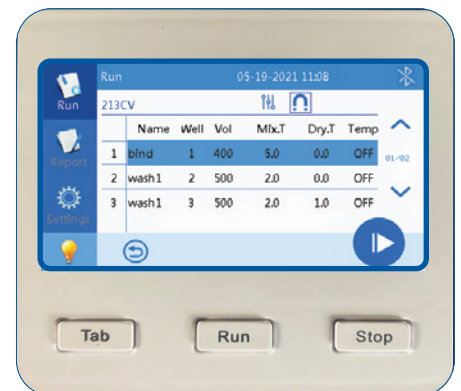 Run 05-19-2021 11:08
Run
213CV
Name Well Vol Mix.T Dry.T Temp
1 bind 1 400 5.0 0.0 OFF
01/02
Report
2 wash1 2 500 2.0 0.0 OFF
3 wash1 3 500 2.0 1.0 OFF
Settings
Tab Run Stop